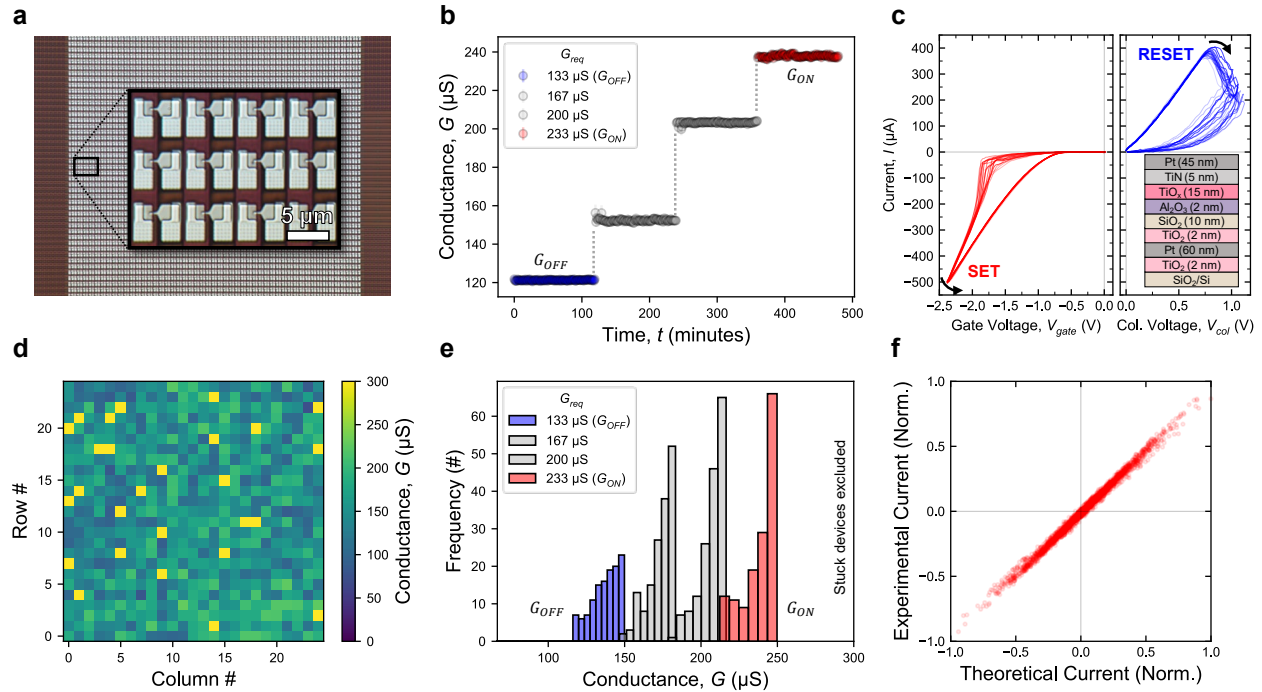 a
5 µm
b
Conductance, G (µS)
240
220
200
180
160
140
120
G_req
133 µS (G_OFF)
167 µS
200 µS
233 µS (G_ON)
G_OFF
G_ON
0
100
200
300
400
500
Time, t (minutes)
c
Current, I (µA)
400
300
200
100
0
−100
−200
−300
−400
−500
SET
−2.5
−2.0
−1.5
−1.0
−0.5
0.0
Gate Voltage, V_gate (V)
RESET
Pt (45 nm)
TiN (5 nm)
TiOₓ (15 nm)
Al₂O₃ (2 nm)
SiO₂ (10 nm)
TiO₂ (2 nm)
Pt (60 nm)
TiO₂ (2 nm)
SiO₂/Si
0.0
0.5
1.0
Col. Voltage, V_col (V)
d
Row #
20
15
10
5
0
0
5
10
15
20
Column #
300
250
200
150
100
50
0
Conductance, G (µS)
e
Frequency (#)
60
50
40
30
20
10
0
G_req
133 µS (G_OFF)
167 µS
200 µS
233 µS (G_ON)
G_OFF
G_ON
Stuck devices excluded
100
150
200
250
300
Conductance, G (µS)
f
Experimental Current (Norm.)
1.0
0.5
0.0
−0.5
−1.0
−0.5
0.0
0.5
1.0
Theoretical Current (Norm.)